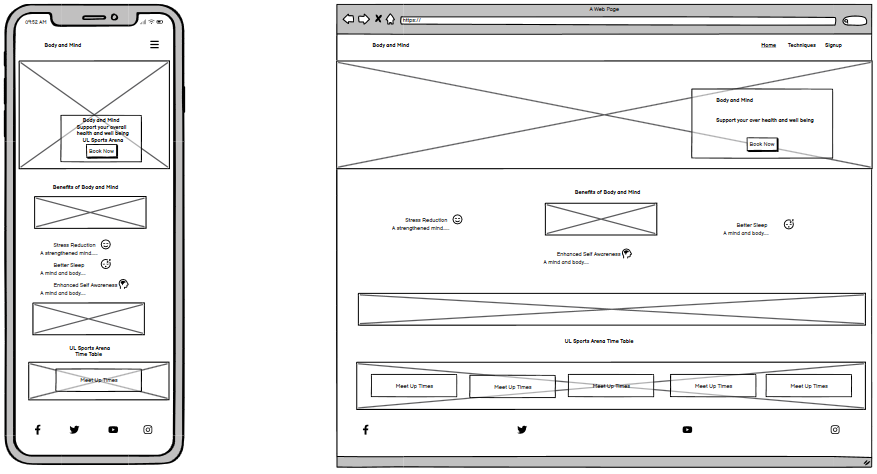 09:52 AM
Body and Mind
Body and Mind
Support your overall
health and well being
UL Sports Arena
Book Now
Benefits of Body and Mind
Stress Reduction
A strengthened mind....
Better Sleep
A mind and body....
Enhanced Self Awareness
A mind and body....
UL Sports Arena
Time Table
Meet Up Times
A Web Page
https://
Body and Mind
Home
Techniques
Signup
Body and Mind
Support your over health and well being
Book Now
Benefits of Body and Mind
Stress Reduction
A strengthened mind.....
Better Sleep
A mind and body....
Enhanced Self Awareness
A mind and body....
UL Sports Arena Time Table
Meet Up Times
Meet Up Times
Meet Up Times
Meet Up Times
Meet Up Times